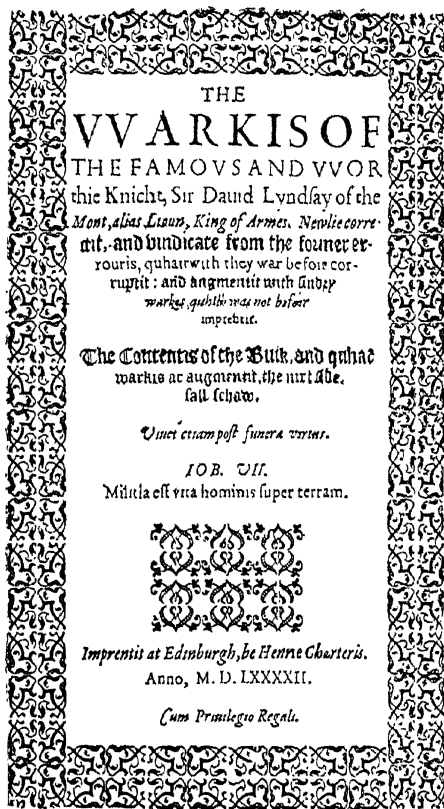 THE
VVARKIS OF
THE FAMOVS AND VVOR
thie Knicht, Sir Dauid Lyndsay of the
Mont, alias, Lyoun, King of Armes. Newlie corre
ctit, and vindicate from the former er-
rouris, quhairwith they war befoir cor-
ruptit: and augmentit with sindry
warkis, quhilk was not befoir
imprentit.
The Contentis of the Buik, and quhat
warkis ar augmentit, the nixt side.
sall schaw.
Viuet etiam post funera virtus.
IOB. VII.
Militia est vita hominis super terram.
Imprentit at Edinburgh, be Henrie Charteris.
Anno, M. D. LXXXXII.
Cum Priuilegio Regali.